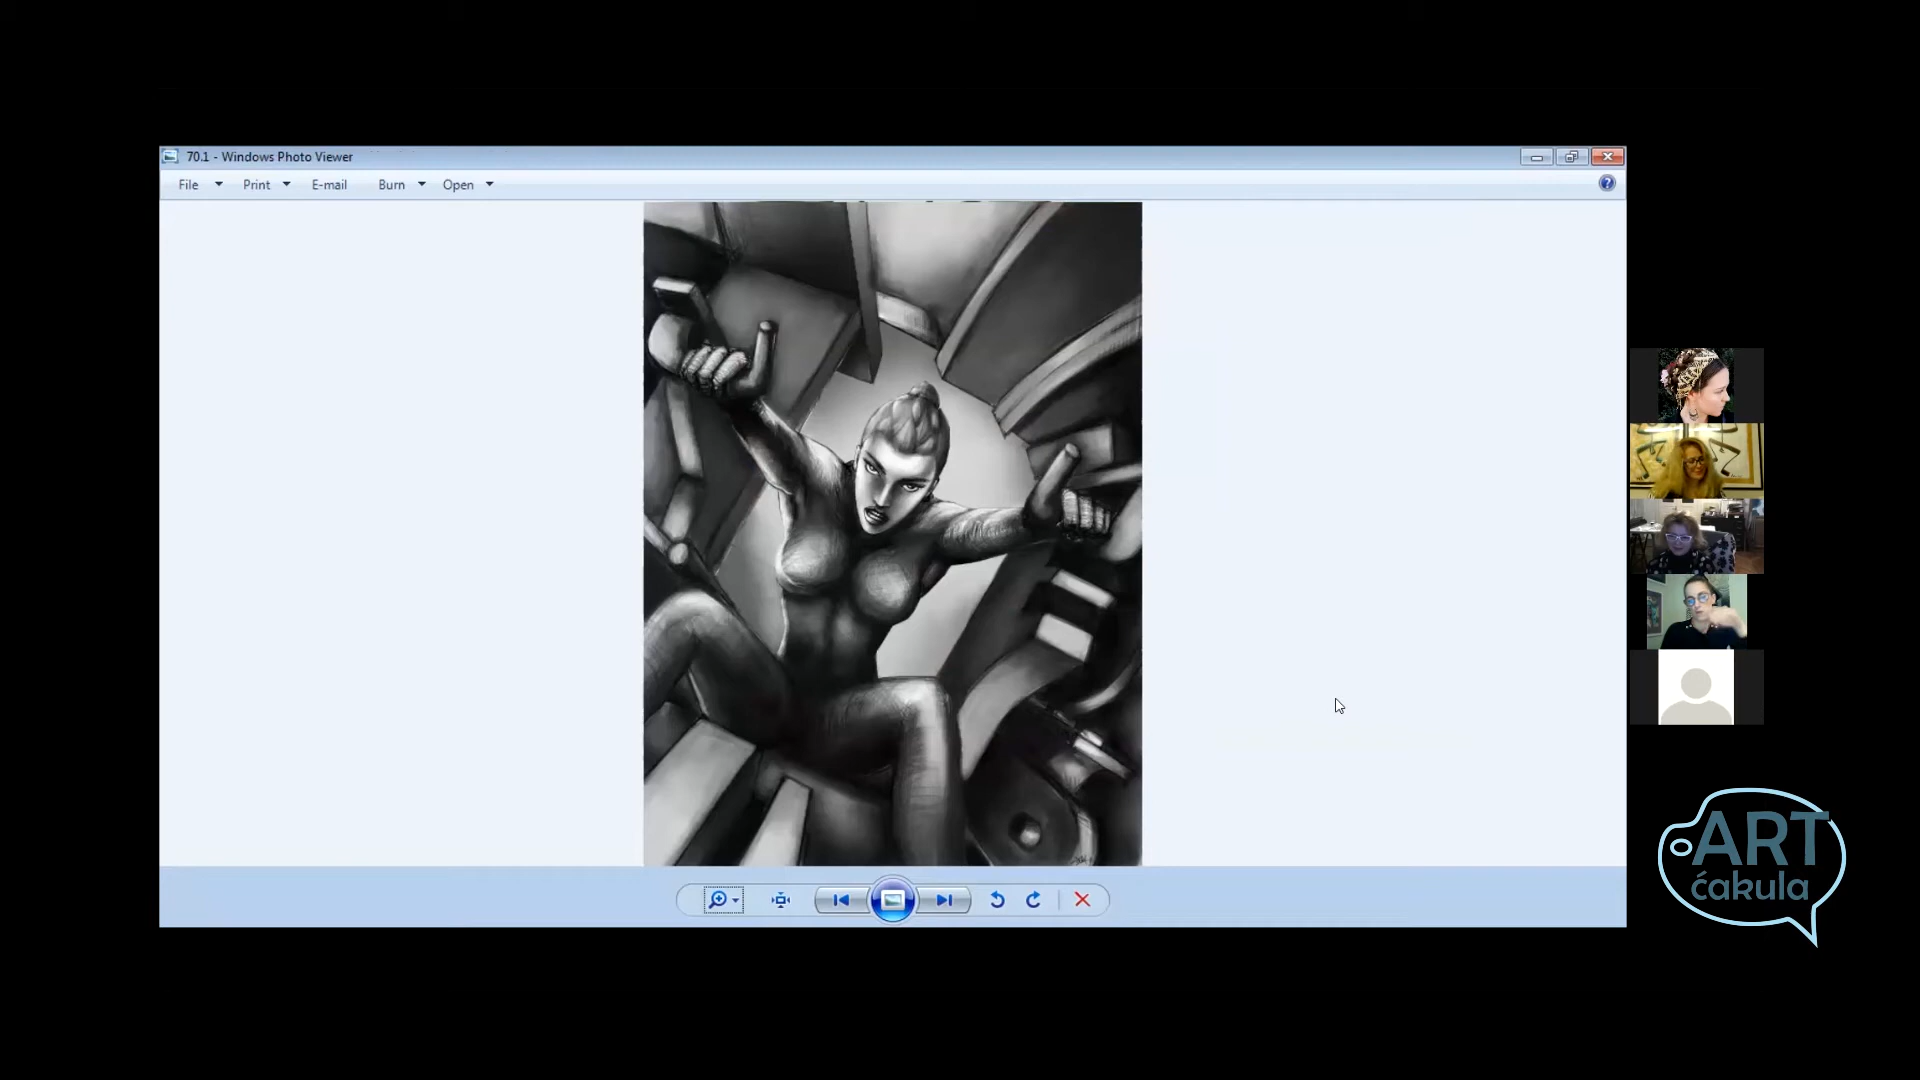 70.1 - Windows Photo Viewer
File Print E-mail Burn Open
ART
ćakula